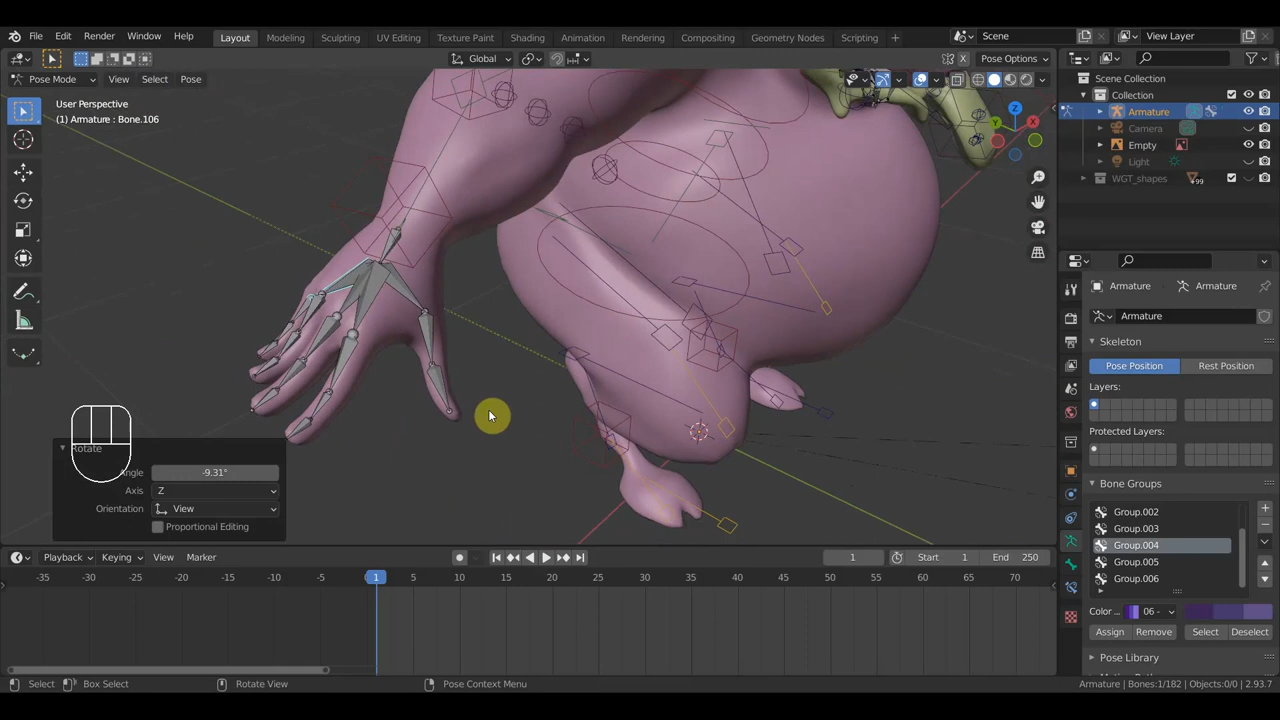 File Edit Render Window Help Layout Modeling Sculpting UV Editing Texture Paint Shading Animation Rendering Compositing Geometry Nodes Scripting + Scene View Layer
Global Pose Options
Pose Mode View Select Pose
User Perspective
(1) Armature : Bone.106
Z
Y
X
Scene Collection
Collection
Armature
Camera
Empty
Light
WGT_shapes 99
Armature Armature
Armature
Skeleton
Pose Position Rest Position
Layers:
Protected Layers:
Bone Groups
Group.002
Group.003
Group.004
Group.005
Group.006
Color ... 06 -
Assign Remove Select Deselect
Pose Library
Rotate
Angle -9.31°
Axis Z
Orientation View
Proportional Editing
Playback Keying View Marker 1 Start 1 End 250
-35 -30 -25 -20 -15 -10 -5 1 5 10 15 20 25 30 35 40 45 50 55 60 65 70
Select Box Select Rotate View Pose Context Menu Armature | Bones:1/182 | Objects:0/0 | 2.93.7